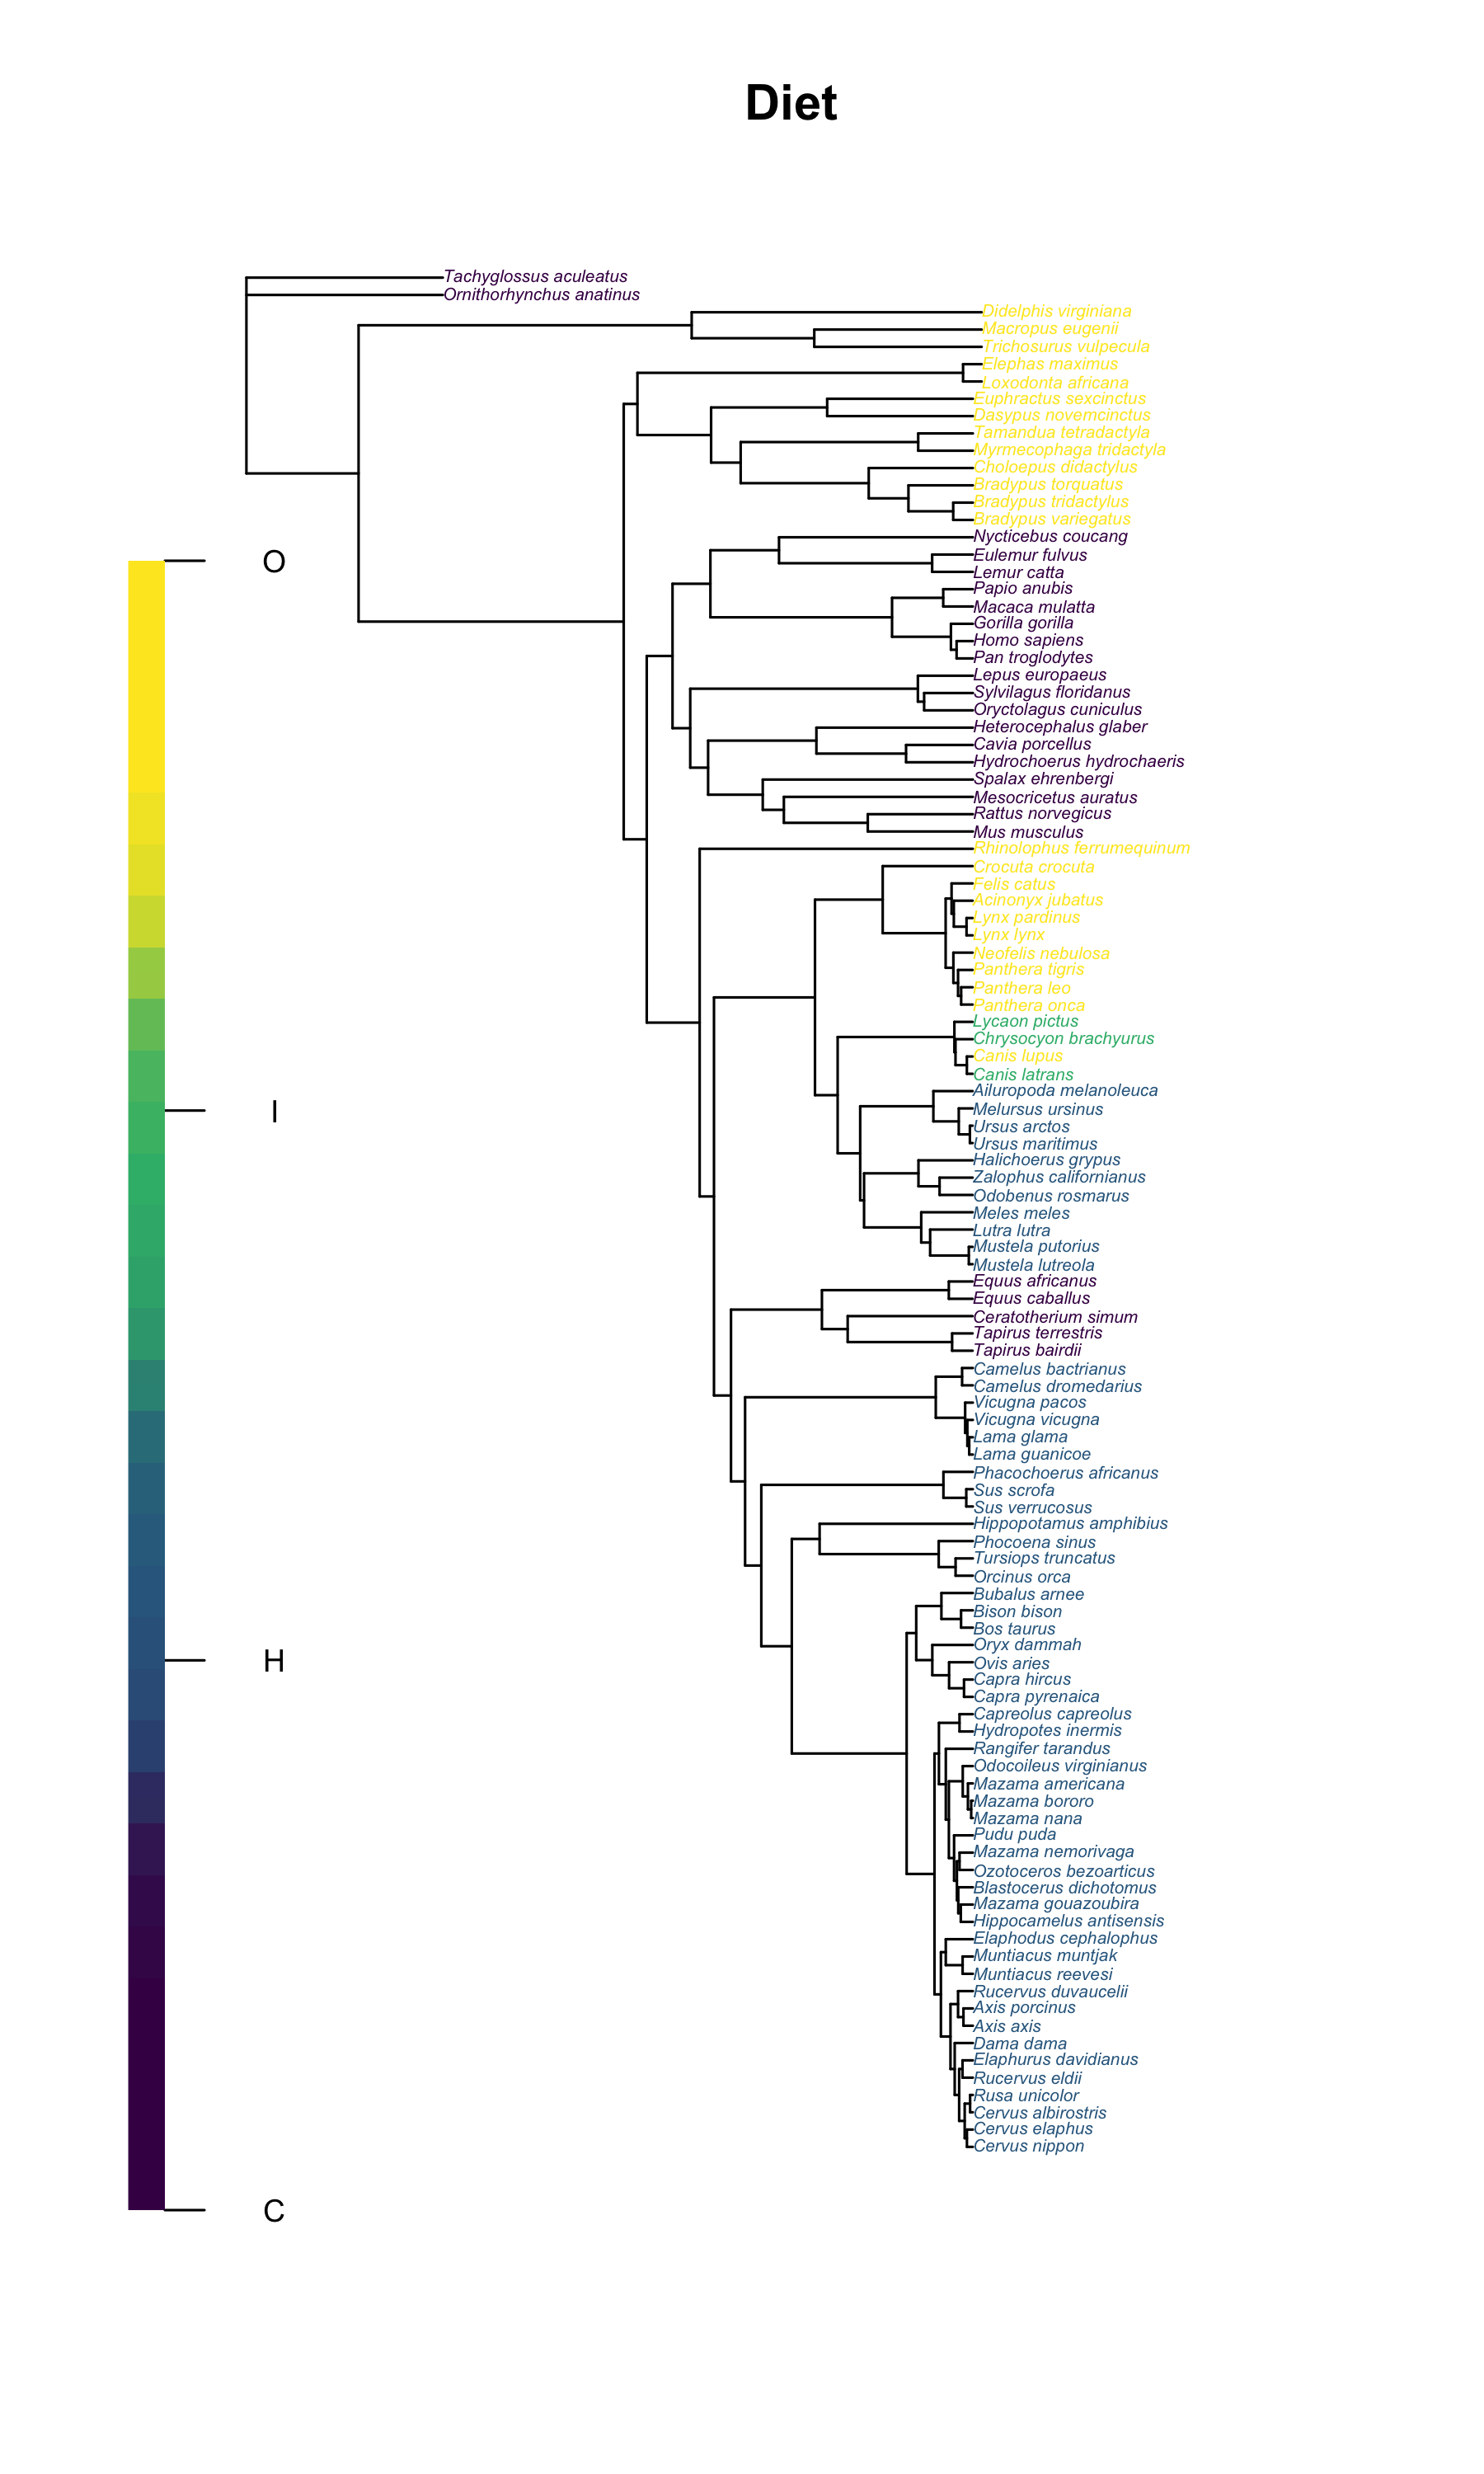 Diet
Tachyglossus aculeatus
Ornithorhynchus anatinus
Didelphis virginiana
Macropus eugenii
Trichosurus vulpecula
Elephas maximus
Loxodonta africana
Euphractus sexcinctus
Dasypus novemcinctus
Tamandua tetradactyla
Myrmecophaga tridactyla
Choloepus didactylus
Bradypus torquatus
Bradypus tridactylus
Bradypus variegatus
Nycticebus coucang
Eulemur fulvus
Lemur catta
Papio anubis
Macaca mulatta
Gorilla gorilla
Homo sapiens
Pan troglodytes
Lepus europaeus
Sylvilagus floridanus
Oryctolagus cuniculus
Heterocephalus glaber
Cavia porcellus
Hydrochoerus hydrochaeris
Spalax ehrenbergi
Mesocricetus auratus
Rattus norvegicus
Mus musculus
Rhinolophus ferrumequinum
Crocuta crocuta
Felis catus
Acinonyx jubatus
Lynx pardinus
Lynx lynx
Neofelis nebulosa
Panthera tigris
Panthera leo
Panthera onca
Lycaon pictus
Chrysocyon brachyurus
Canis lupus
Canis latrans
Ailuropoda melanoleuca
Melursus ursinus
Ursus arctos
Ursus maritimus
Halichoerus grypus
Zalophus californianus
Odobenus rosmarus
Meles meles
Lutra lutra
Mustela putorius
Mustela lutreola
Equus africanus
Equus caballus
Ceratotherium simum
Tapirus terrestris
Tapirus bairdii
Camelus bactrianus
Camelus dromedarius
Vicugna pacos
Vicugna vicugna
Lama glama
Lama guanicoe
Phacochoerus africanus
Sus scrofa
Sus verrucosus
Hippopotamus amphibius
Phocoena sinus
Tursiops truncatus
Orcinus orca
Bubalus arnee
Bison bison
Bos taurus
Oryx dammah
Ovis aries
Capra hircus
Capra pyrenaica
Capreolus capreolus
Hydropotes inermis
Rangifer tarandus
Odocoileus virginianus
Mazama americana
Mazama bororo
Mazama nana
Pudu puda
Mazama nemorivaga
Ozotoceros bezoarticus
Blastocerus dichotomus
Mazama gouazoubira
Hippocamelus antisensis
Elaphodus cephalophus
Muntiacus muntjak
Muntiacus reevesi
Rucervus duvaucelii
Axis porcinus
Axis axis
Dama dama
Elaphurus davidianus
Rucervus eldii
Rusa unicolor
Cervus albirostris
Cervus elaphus
Cervus nippon
O
I
H
C